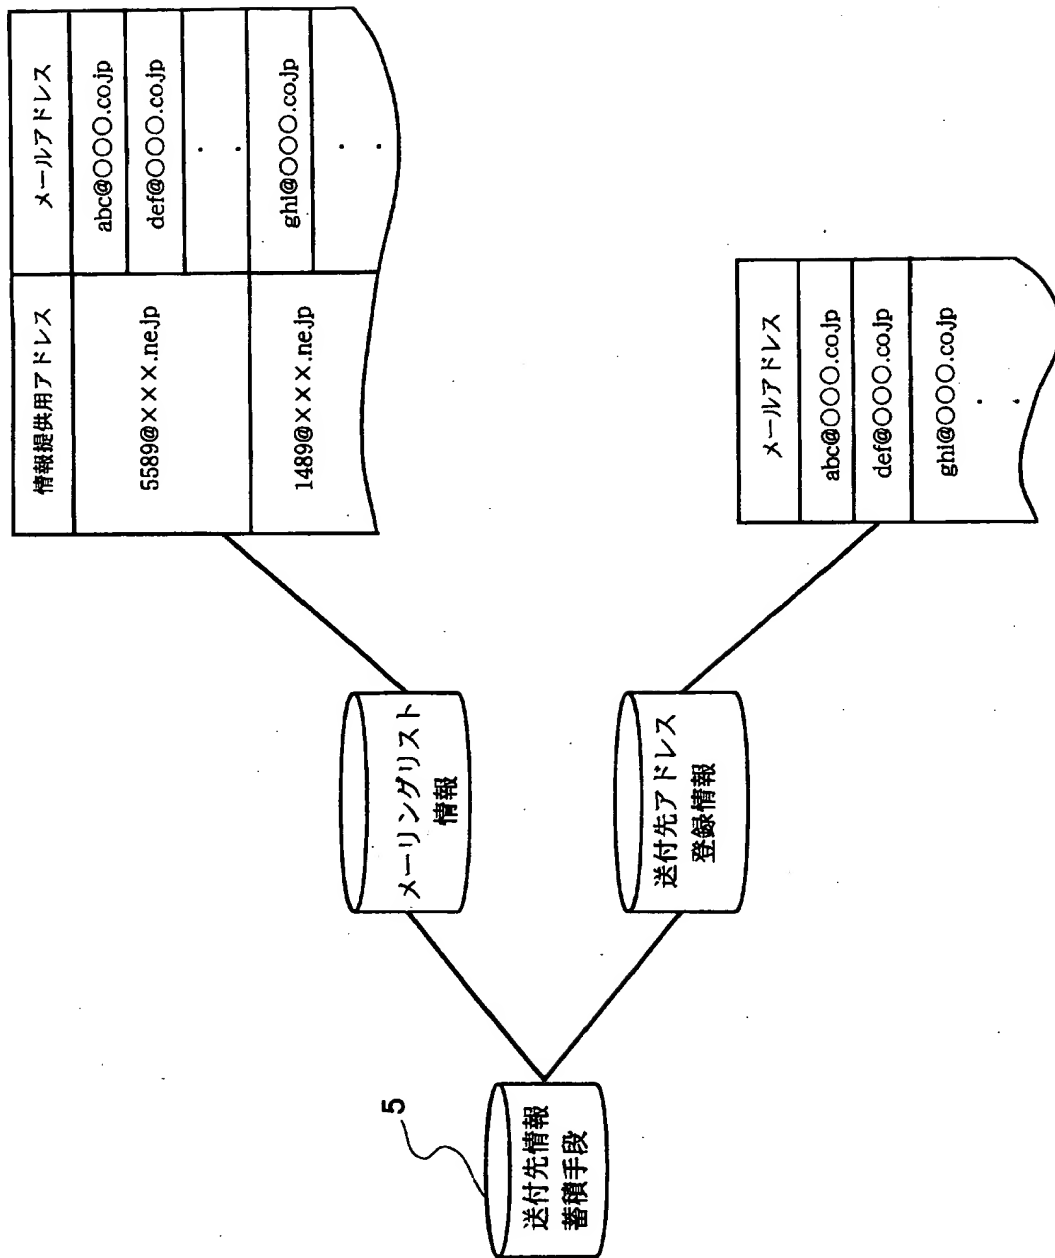 5
送付先情報
蓄積手段
メーリングリスト
情報
情報提供用アドレス メールアドレス
5589@×××.ne.jp abc@○○○.co.jp
def@○○○.co.jp
1489@×××.ne.jp ghi@○○○.co.jp
送付先アドレス
登録情報
メールアドレス
abc@○○○.co.jp
def@○○○.co.jp
ghi@○○○.co.jp